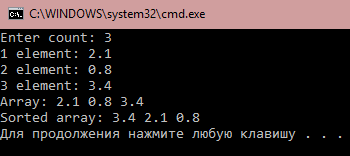 C:\WINDOWS\system32\cmd.exe
Enter count: 3
1 element: 2.1
2 element: 0.8
3 element: 3.4
Array: 2.1 0.8 3.4
Sorted array: 3.4 2.1 0.8
Для продолжения нажмите любую клавишу . . .